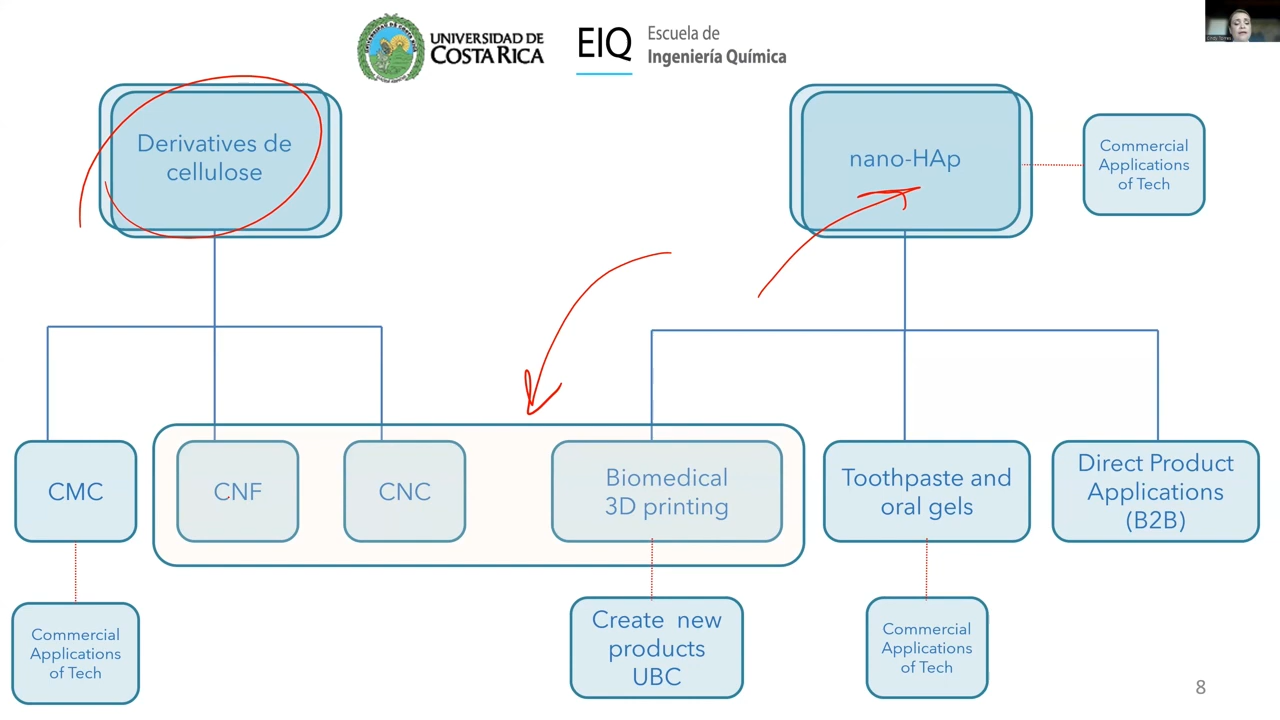 UNIVERSIDAD DE
COSTA RICA
EIQ
Escuela de
Ingeniería Química
Derivatives de
cellulose
nano-HAp
Commercial
Applications
of Tech
CMC
CNF
CNC
Biomedical
3D printing
Toothpaste and
oral gels
Direct Product
Applications
(B2B)
Commercial
Applications
of Tech
Create new
products
UBC
Commercial
Applications
of Tech
8